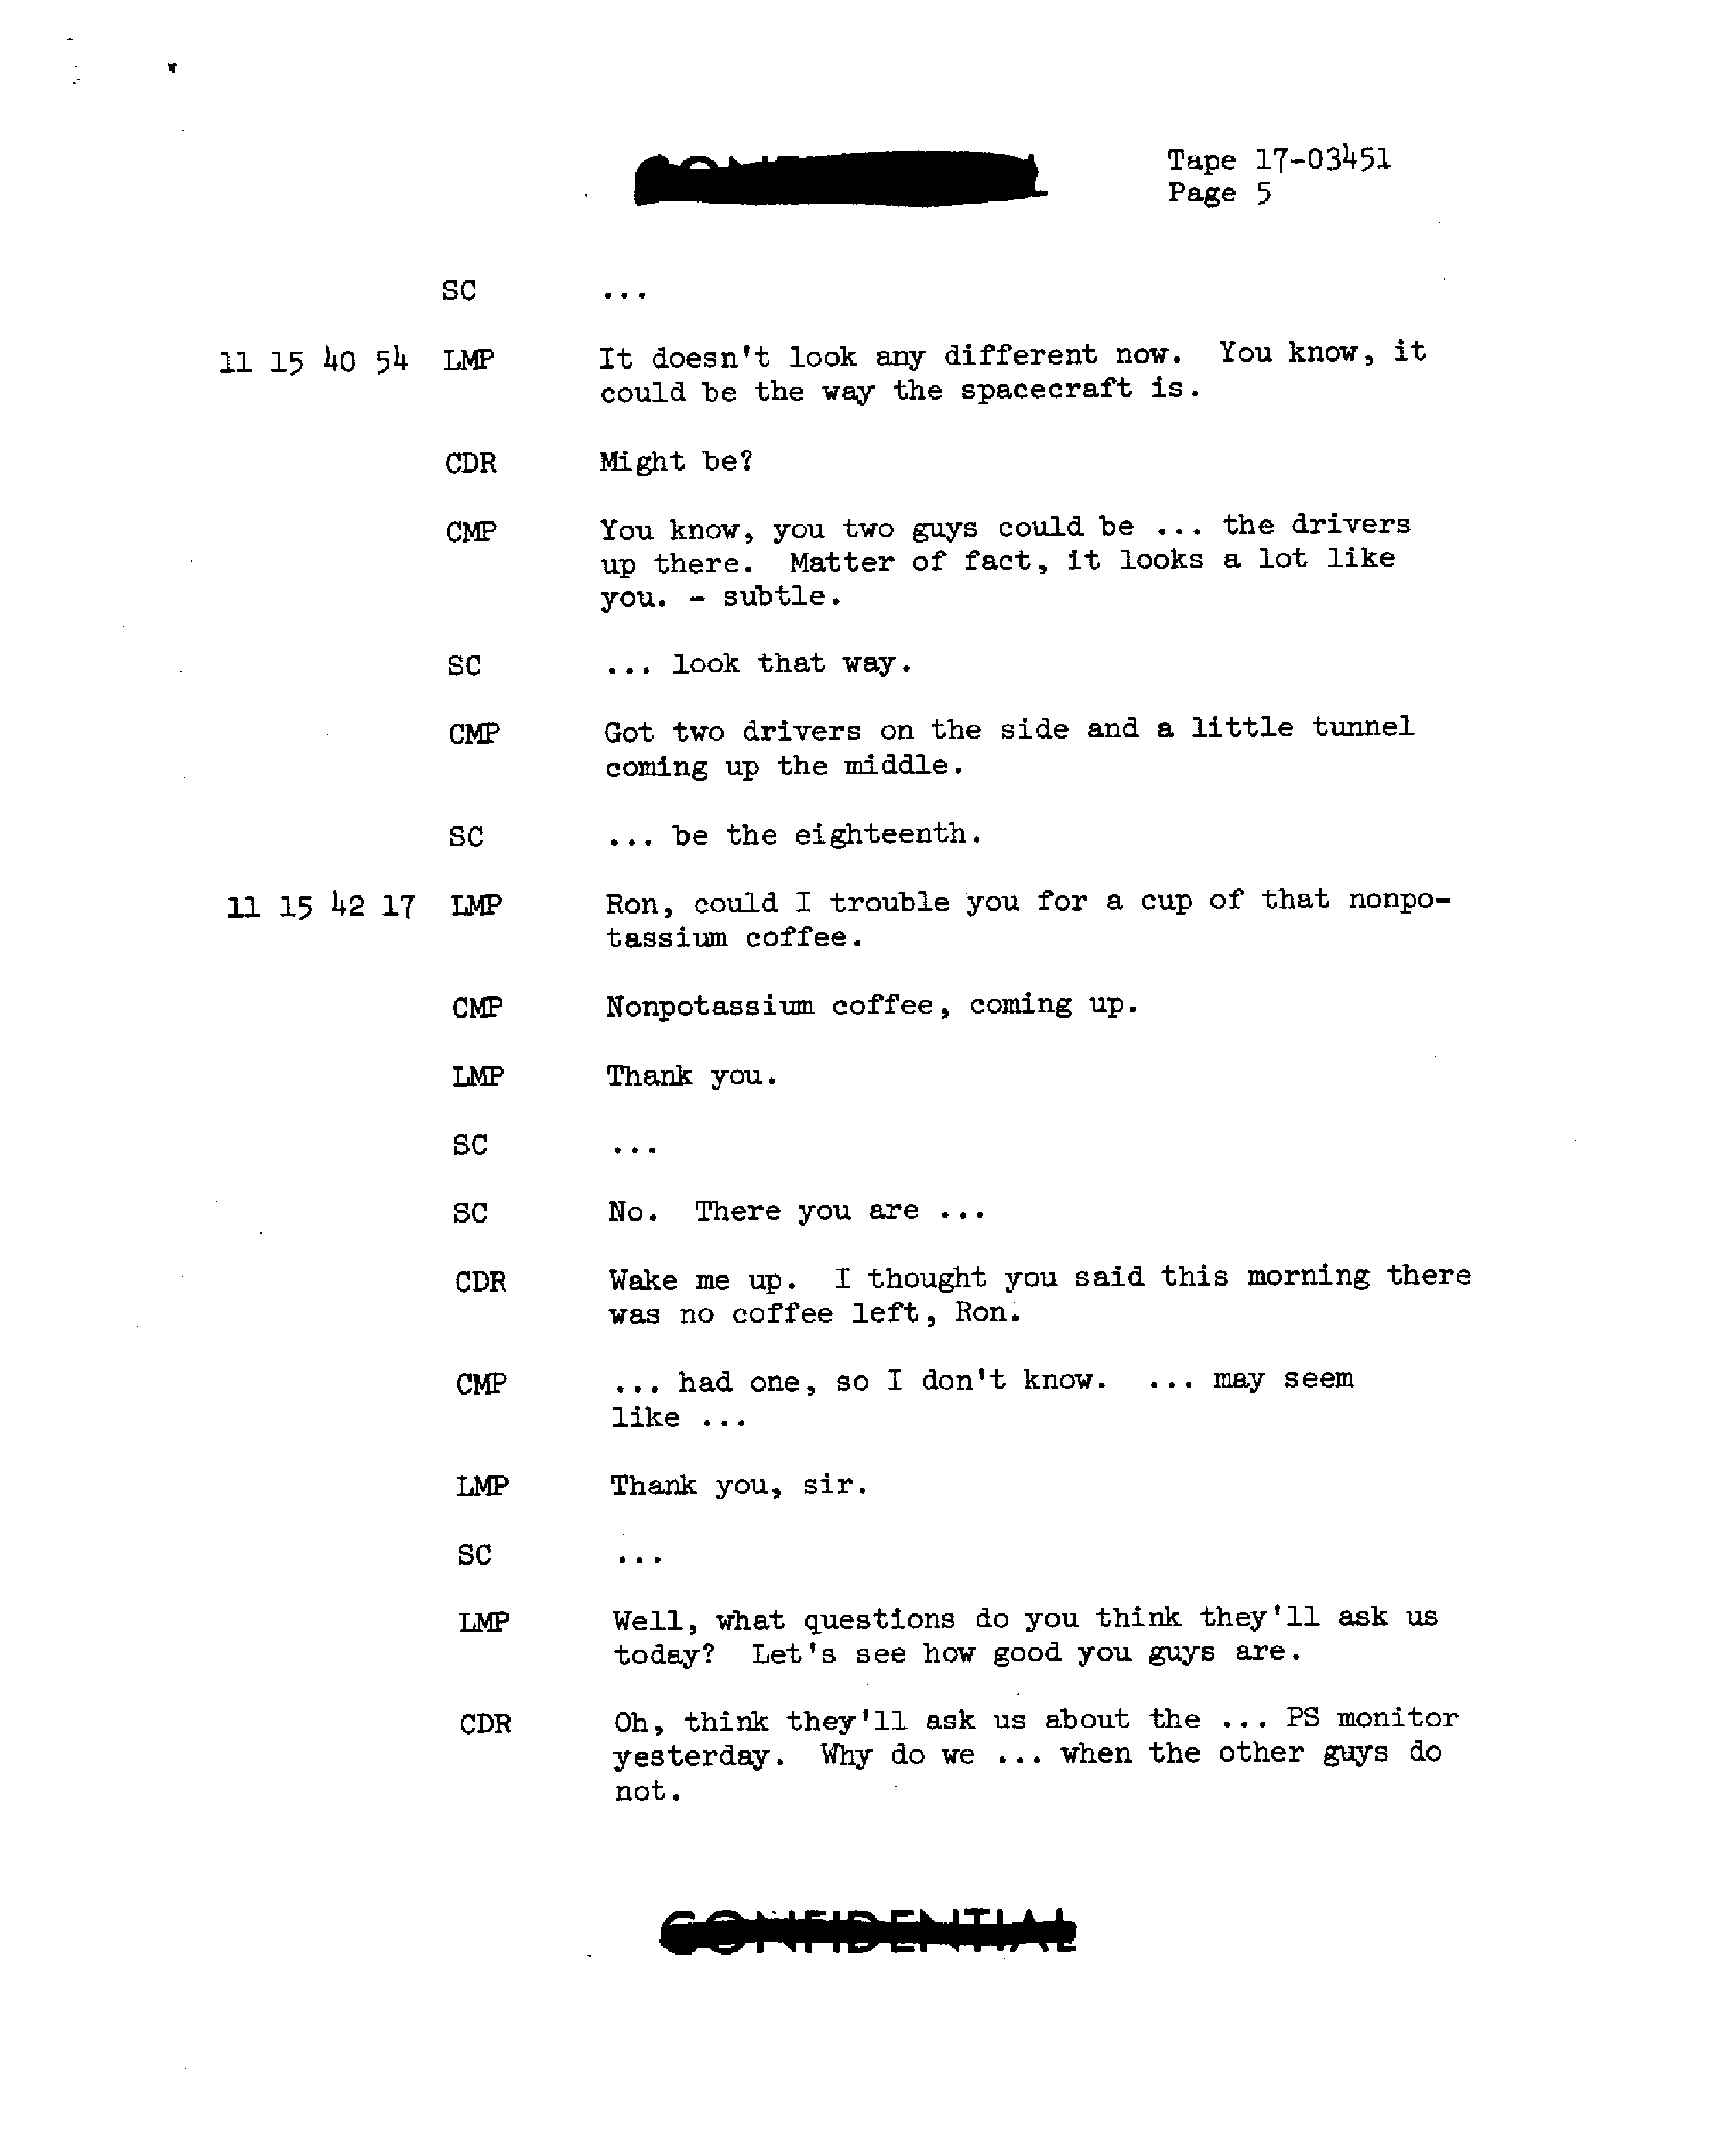 Tape 17-03451
Page 5
SC ...
11 15 40 54 LMP It doesn't look any different now. You know, it
could be the way the spacecraft is.
CDR Might be?
CMP You know, you two guys could be ... the drivers
up there. Matter of fact, it looks a lot like
you. - subtle.
SC ... look that way.
CMP Got two drivers on the side and a little tunnel
coming up the middle.
SC ... be the eighteenth.
11 15 42 17 LMP Ron, could I trouble you for a cup of that nonpo-
tassium coffee.
CMP Nonpotassium coffee, coming up.
LMP Thank you.
SC ...
SC No. There you are ...
CDR Wake me up. I thought you said this morning there
was no coffee left, Ron.
CMP ... had one, so I don't know. ... may seem
like ...
LMP Thank you, sir.
SC ...
LMP Well, what questions do you think they'll ask us
today? Let's see how good you guys are.
CDR Oh, think they'll ask us about the ... PS monitor
yesterday. Why do we ... when the other guys do
not.
CONFIDENTIAL